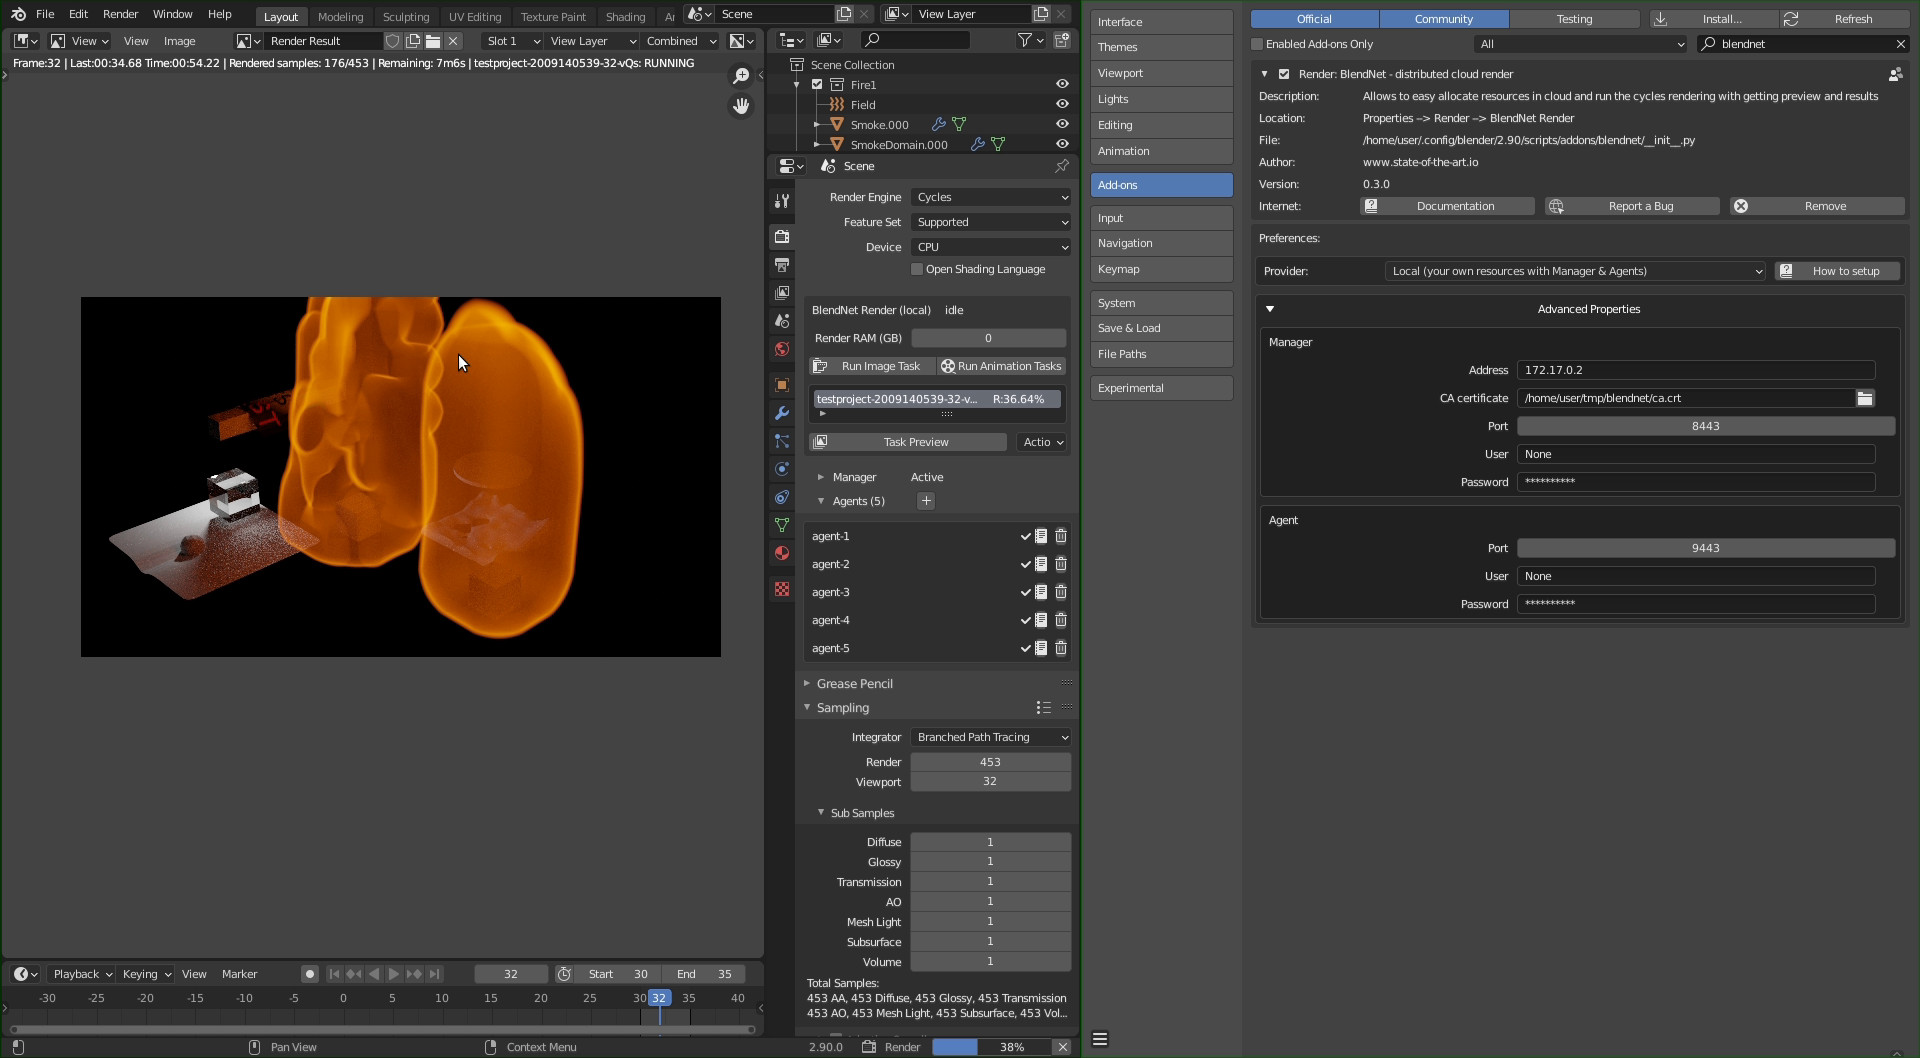 File Edit Render Window Help Layout Modeling Sculpting UV Editing Texture Paint Shading Scene View Layer
View View Image Render Result Slot 1 View Layer Combined
Frame:32 | Last:00:34.68 Time:00:54.22 | Rendered samples: 176/453 | Remaining: 7m6s | testproject-2009140539-32-vQs: RUNNING
Scene Collection
Fire1
Field
Smoke.000
SmokeDomain.000
Scene
Render Engine Cycles
Feature Set Supported
Device CPU
Open Shading Language
BlendNet Render (local) idle
Render RAM (GB) 0
Run Image Task Run Animation Tasks
testproject-2009140539-32-v... R:36.64%
Task Preview Actio
Manager Active
Agents (5)
agent-1
agent-2
agent-3
agent-4
agent-5
Grease Pencil
Sampling
Integrator Branched Path Tracing
Render 453
Viewport 32
Sub Samples
Diffuse 1
Glossy 1
Transmission 1
AO 1
Mesh Light 1
Subsurface 1
Volume 1
Total Samples:
453 AA, 453 Diffuse, 453 Glossy, 453 Transmission
453 AO, 453 Mesh Light, 453 Subsurface, 453 Vol...
Playback Keying View Marker 32 Start 30 End 35
-30 -25 -20 -15 -10 -5 0 5 10 15 20 25 30 32 35 40
Pan View Context Menu 2.90.0 Render 38%
Interface
Themes
Viewport
Lights
Editing
Animation
Add-ons
Input
Navigation
Keymap
System
Save & Load
File Paths
Experimental
Official Community Testing Install... Refresh
Enabled Add-ons Only All blendnet
Render: BlendNet - distributed cloud render
Description: Allows to easy allocate resources in cloud and run the cycles rendering with getting preview and results
Location: Properties --> Render --> BlendNet Render
File: /home/user/.config/blender/2.90/scripts/addons/blendnet/__init__.py
Author: www.state-of-the-art.io
Version: 0.3.0
Internet: Documentation Report a Bug Remove
Preferences:
Provider: Local (your own resources with Manager & Agents) How to setup
Advanced Properties
Manager
Address 172.17.0.2
CA certificate /home/user/tmp/blendnet/ca.crt
Port 8443
User None
Password **********
Agent
Port 9443
User None
Password **********